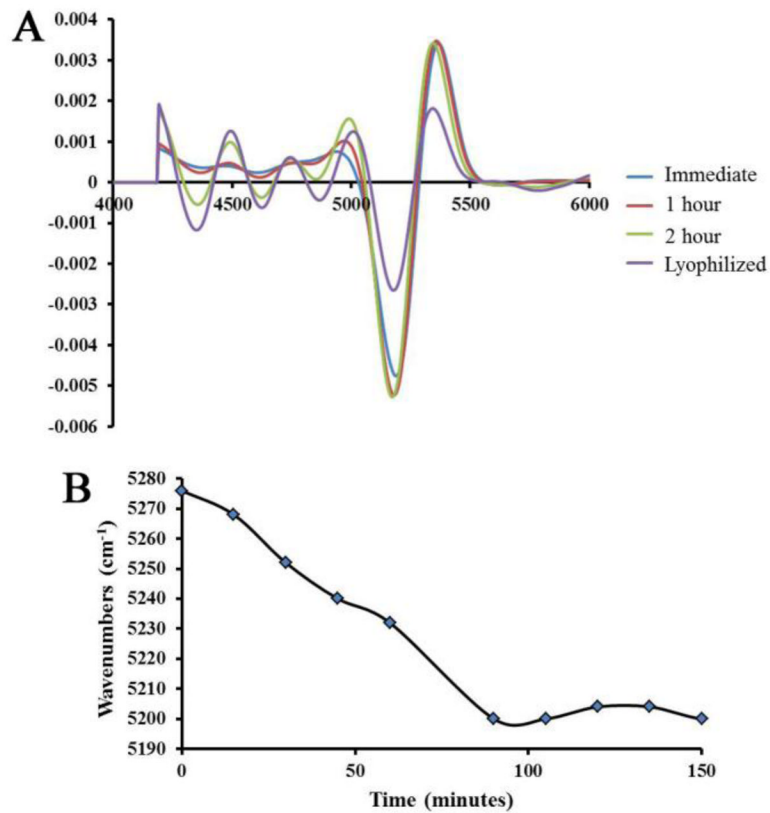 A
0.004
0.003
0.002
0.001
0
-0.001
-0.002
-0.003
-0.004
-0.005
-0.006
4000 4500 5000 5500 6000
Immediate
1 hour
2 hour
Lyophilized
B
5280
5270
5260
5250
5240
5230
5220
5210
5200
5190
Wavenumbers (cm⁻¹)
0 50 100 150
Time (minutes)